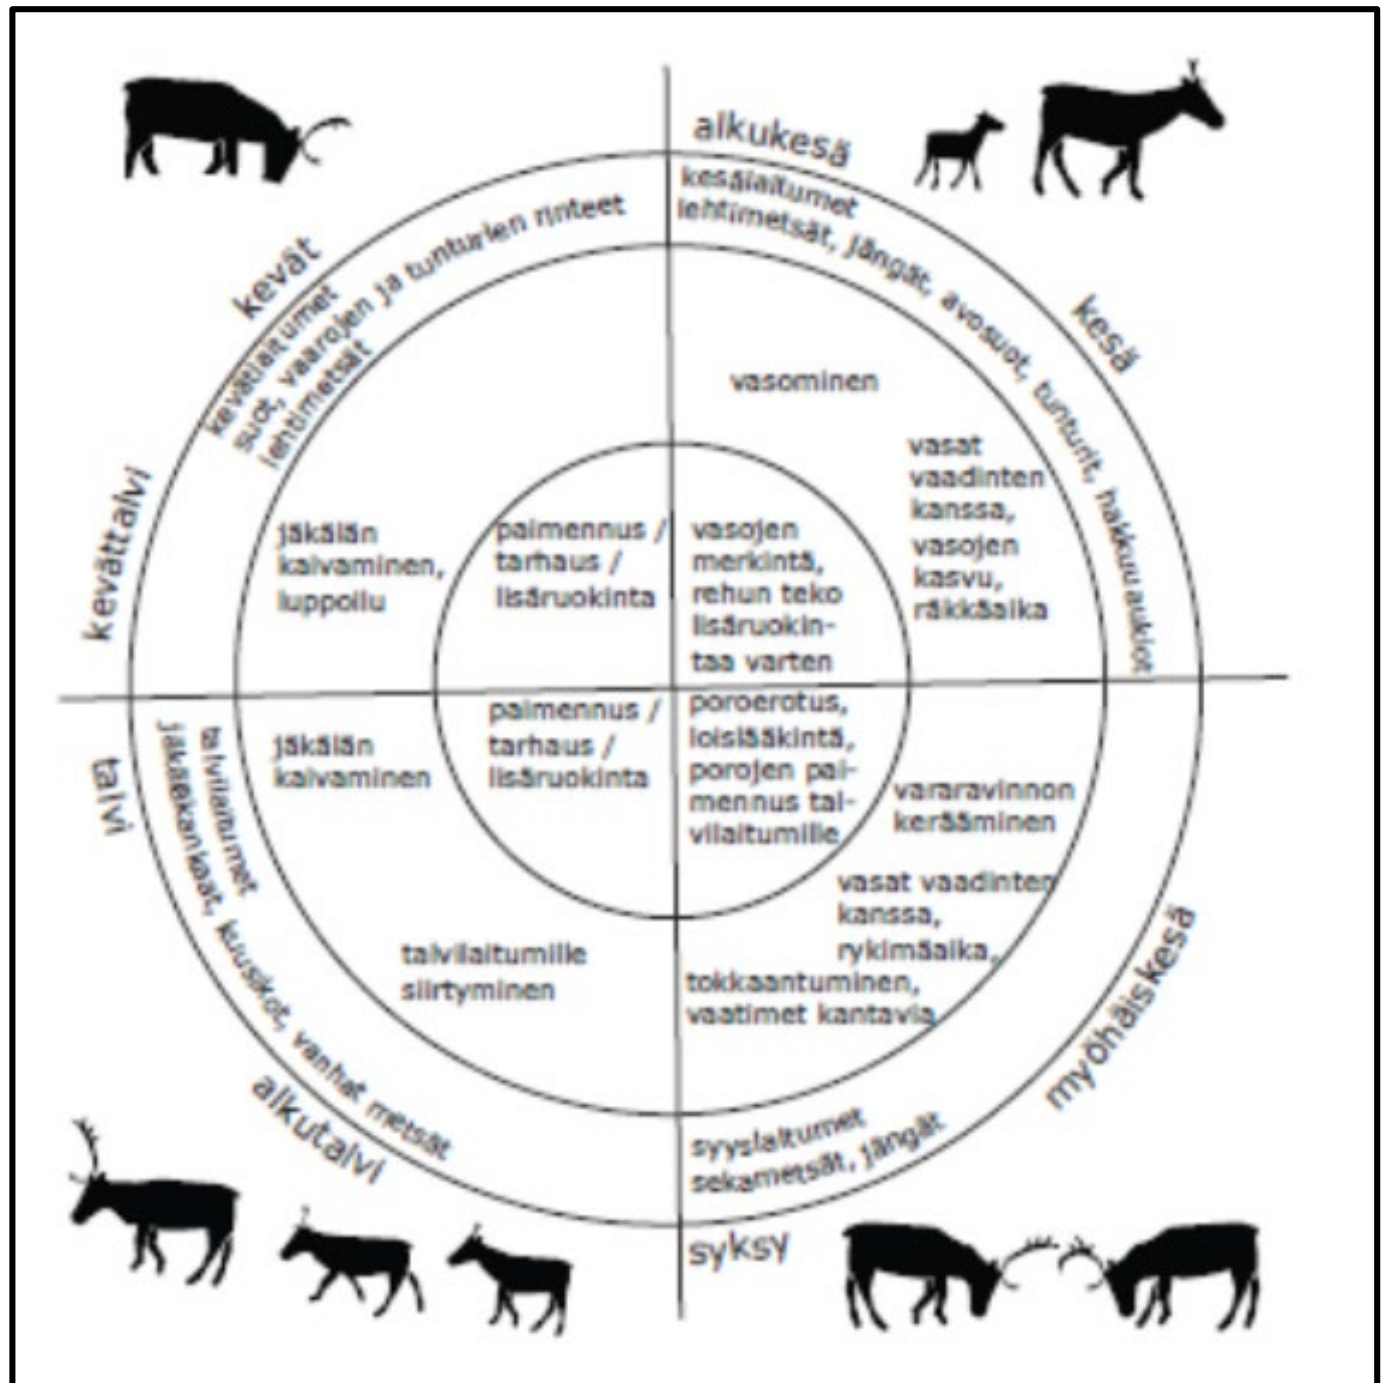 alkukesä
kesä
myöhäiskesä
syksy
alkutalvi
talvi
kevättalvi
kevät
kesälaitumet
lehtimetsät, jängät, avosuot, tunturit, hakkuuaukiot
syyslaitumet
sekametsät, jängät
talvilaitumet
jäkäläkankaat, kuusikot, vanhat metsät
kevätlaitumet
suot, vaarojen ja tunturien rinteet
lehtimetsät
vasominen
vasat
vaadinten
kanssa,
vasojen
kasvu,
räkkäaika
vararavinnon
kerääminen
vasat vaadinten
kanssa,
rykimäaika,
tokkaantuminen,
vaatimet kantavia
talvilaitumille
siirtyminen
jäkälän
kaivaminen
jäkälän
kaivaminen,
luppoilu
paimennus /
tarhaus /
lisäruokinta
vasojen
merkintä,
rehun teko
lisäruokin-
taa varten
paimennus /
tarhaus /
lisäruokinta
poroerotus,
loislääkintä,
porojen pai-
mennus tal-
vilaitumille